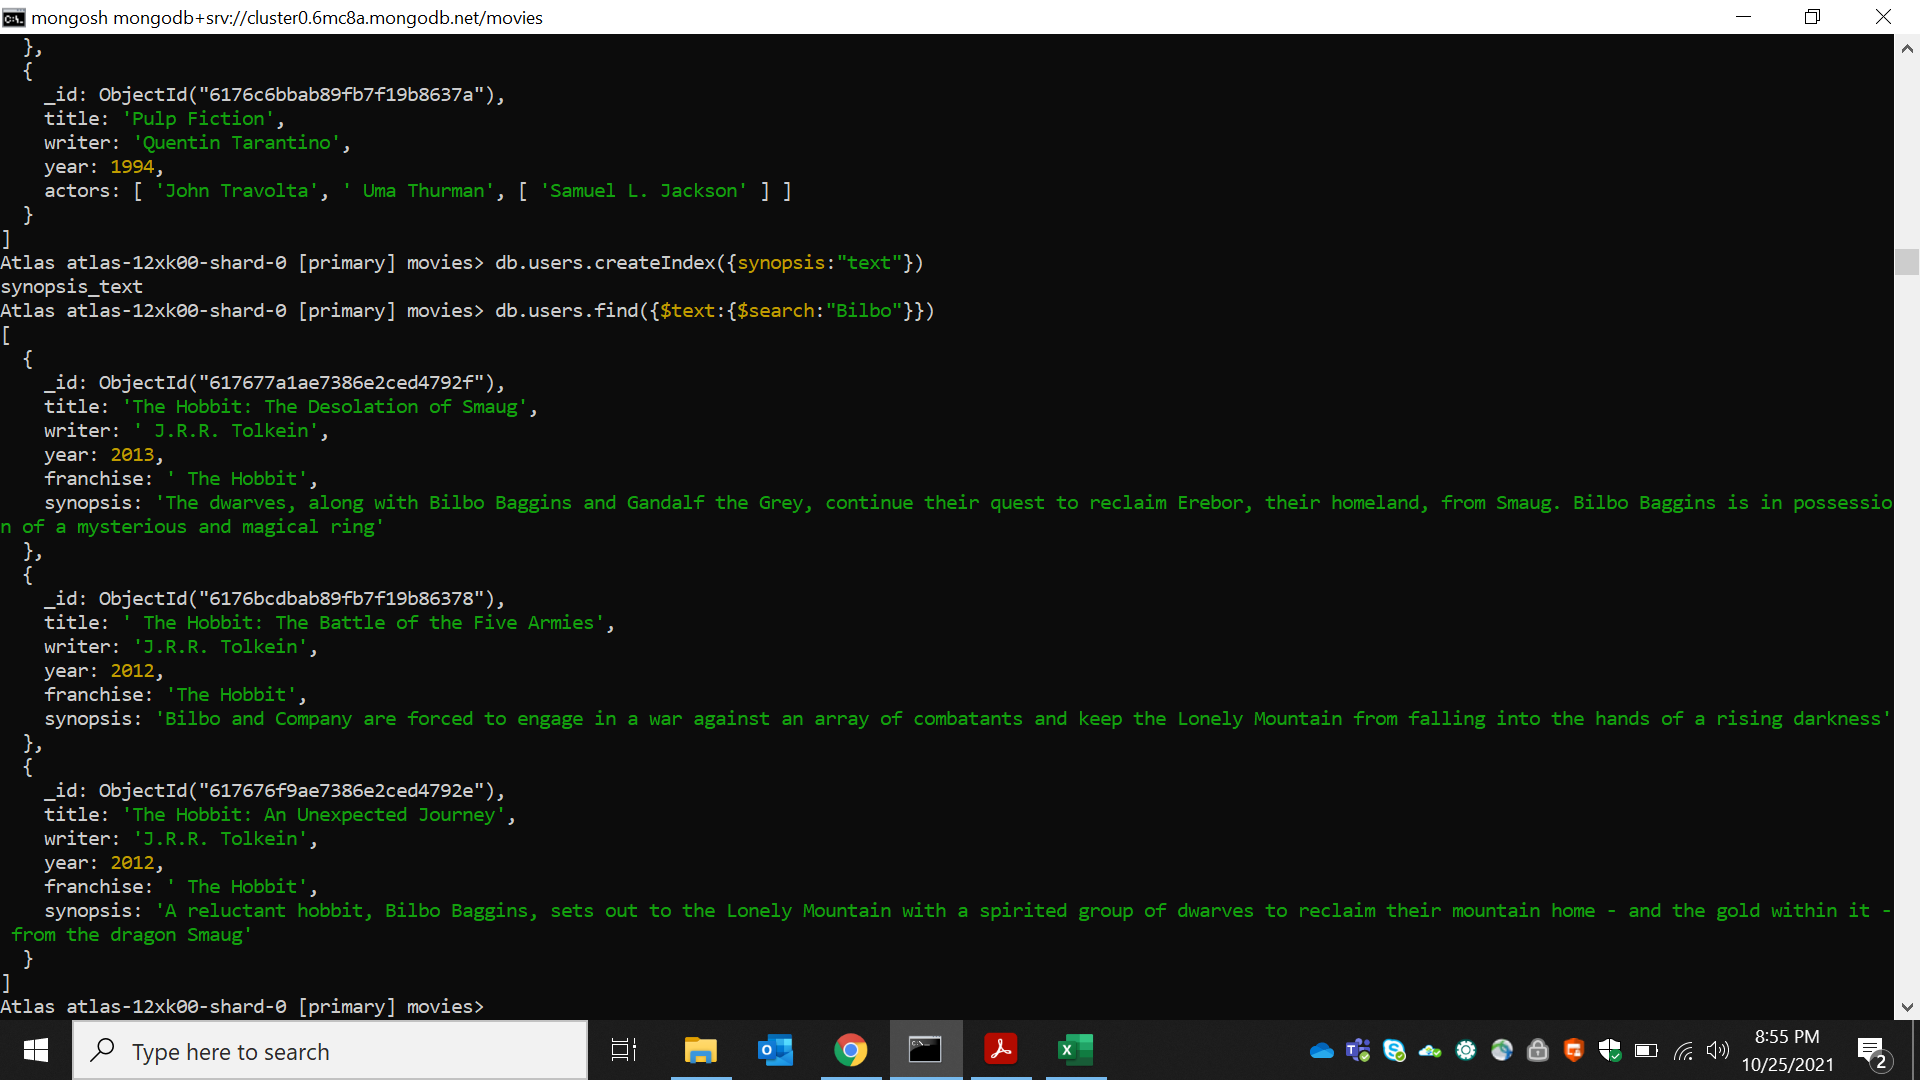 mongosh mongodb+srv://cluster0.6mc8a.mongodb.net/movies
  },
  {
    _id: ObjectId("6176c6bbab89fb7f19b8637a"),
    title: 'Pulp Fiction',
    writer: 'Quentin Tarantino',
    year: 1994,
    actors: [ 'John Travolta', ' Uma Thurman', [ 'Samuel L. Jackson' ] ]
  }
]
Atlas atlas-12xk00-shard-0 [primary] movies> db.users.createIndex({synopsis:"text"})
synopsis_text
Atlas atlas-12xk00-shard-0 [primary] movies> db.users.find({$text:{$search:"Bilbo"}})
[
  {
    _id: ObjectId("617677a1ae7386e2ced4792f"),
    title: 'The Hobbit: The Desolation of Smaug',
    writer: ' J.R.R. Tolkein',
    year: 2013,
    franchise: ' The Hobbit',
    synopsis: 'The dwarves, along with Bilbo Baggins and Gandalf the Grey, continue their quest to reclaim Erebor, their homeland, from Smaug. Bilbo Baggins is in possessio
n of a mysterious and magical ring'
  },
  {
    _id: ObjectId("6176bcdbab89fb7f19b86378"),
    title: ' The Hobbit: The Battle of the Five Armies',
    writer: 'J.R.R. Tolkein',
    year: 2012,
    franchise: 'The Hobbit',
    synopsis: 'Bilbo and Company are forced to engage in a war against an array of combatants and keep the Lonely Mountain from falling into the hands of a rising darkness'
  },
  {
    _id: ObjectId("617676f9ae7386e2ced4792e"),
    title: 'The Hobbit: An Unexpected Journey',
    writer: 'J.R.R. Tolkein',
    year: 2012,
    franchise: ' The Hobbit',
    synopsis: 'A reluctant hobbit, Bilbo Baggins, sets out to the Lonely Mountain with a spirited group of dwarves to reclaim their mountain home - and the gold within it -
 from the dragon Smaug'
  }
]
Atlas atlas-12xk00-shard-0 [primary] movies>
Type here to search
8:55 PM
10/25/2021
2